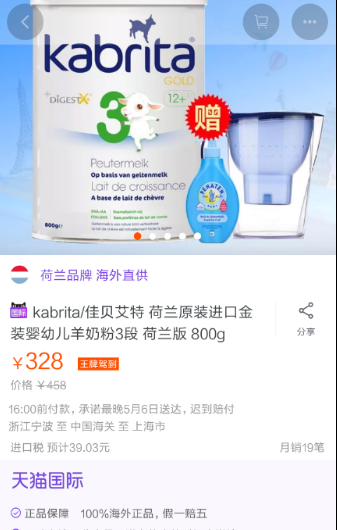 kabrita
GOLD
+DIGESTX
12+
3
赠
Peutermelk
Op basis van geitenmelk
Lait de croissance
A base de lait de chèvre
800g
PENATEN
荷兰品牌 海外直供
国际 kabrita/佳贝艾特 荷兰原装进口金
装婴幼儿羊奶粉3段 荷兰版 800g
分享
¥328 王牌驾到
价格 ¥458
16:00前付款，承诺最晚5月6日送达，迟到赔付
浙江宁波 至 中国海关 至 上海市
进口税 预计39.03元 月销19笔
天猫国际
正品保障 100%海外正品，假一赔五